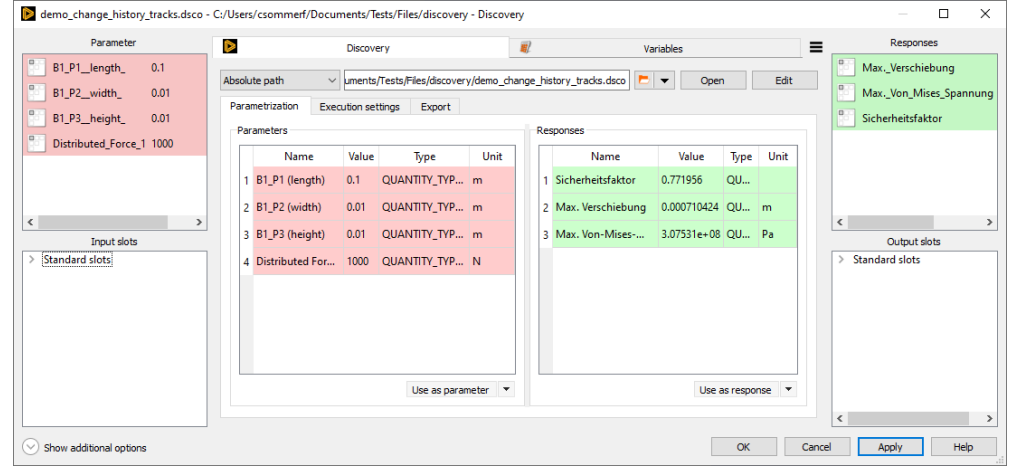 demo_change_history_tracks.dsco - C:/Users/csommerf/Documents/Tests/Files/discovery - Discovery
Parameter
B1_P1__length_ 0.1
B1_P2__width_ 0.01
B1_P3__height_ 0.01
Distributed_Force_1 1000
Input slots
Standard slots
Discovery
Variables
Absolute path
uments/Tests/Files/discovery/demo_change_history_tracks.dsco
Open
Edit
Parametrization Execution settings Export
Parameters
Name Value Type Unit
1 B1_P1 (length) 0.1 QUANTITY_TYP... m
2 B1_P2 (width) 0.01 QUANTITY_TYP... m
3 B1_P3 (height) 0.01 QUANTITY_TYP... m
4 Distributed For... 1000 QUANTITY_TYP... N
Use as parameter
Responses
Name Value Type Unit
1 Sicherheitsfaktor 0.771956 QU...
2 Max. Verschiebung 0.000710424 QU... m
3 Max. Von-Mises-... 3.07531e+08 QU... Pa
Use as response
Responses
Max._Verschiebung
Max._Von_Mises_Spannung
Sicherheitsfaktor
Output slots
Standard slots
Show additional options
OK
Cancel
Apply
Help